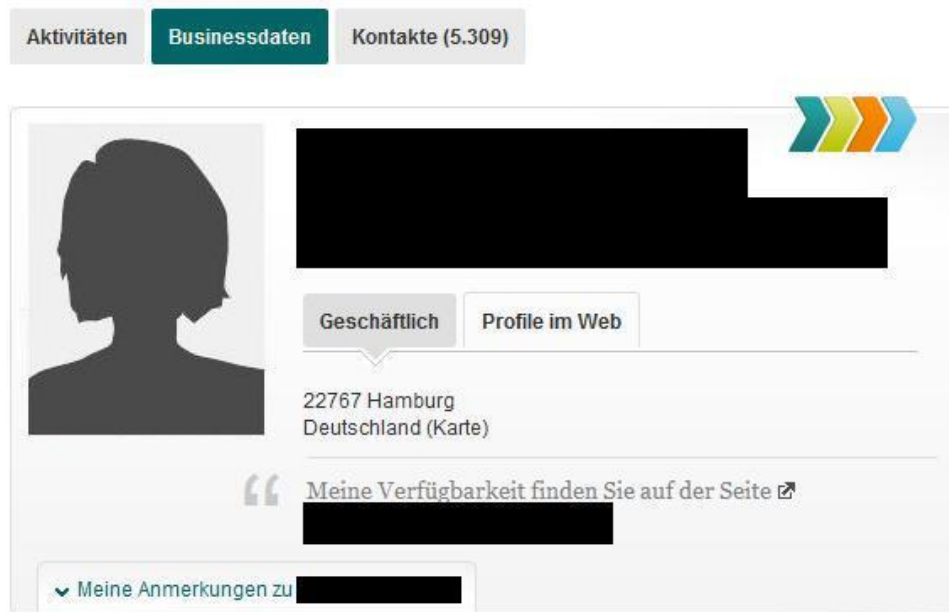 Aktivitäten
Businessdaten
Kontakte (5.309)
Geschäftlich
Profile im Web
22767 Hamburg
Deutschland (Karte)
Meine Verfügbarkeit finden Sie auf der Seite
Meine Anmerkungen zu